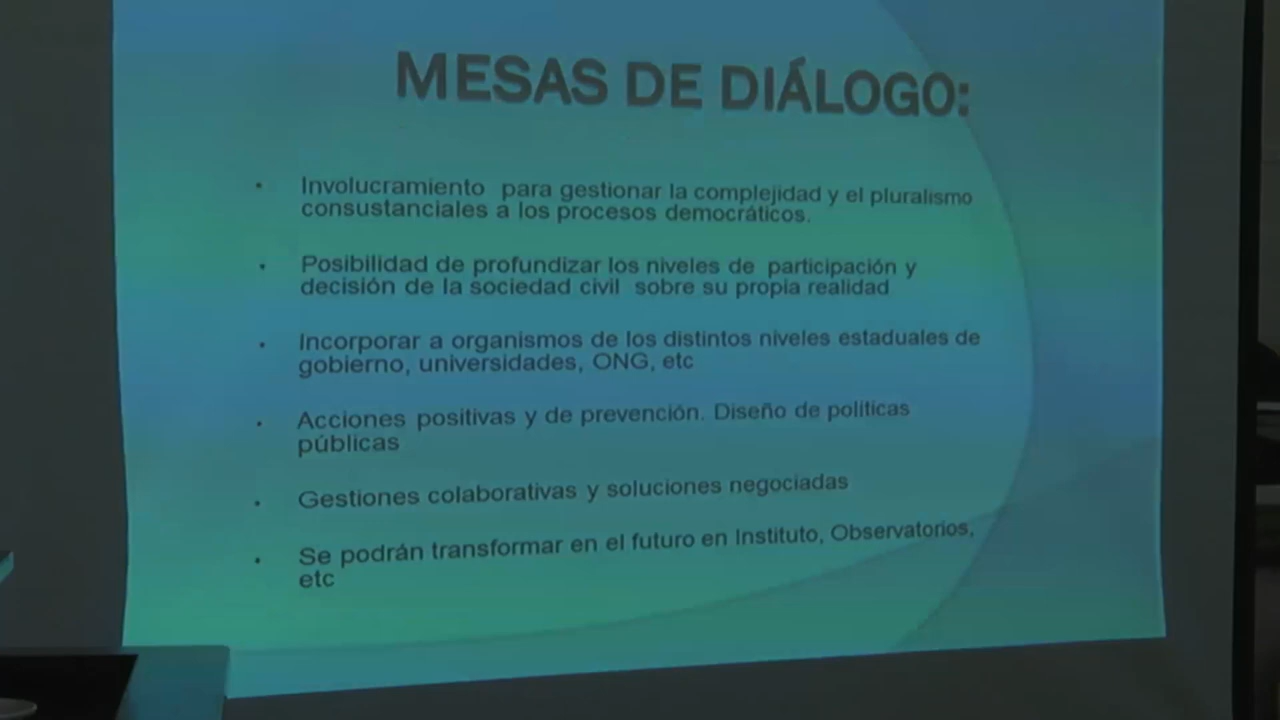 MESAS DE DIÁLOGO:
• Involucramiento para gestionar la complejidad y el pluralismo
consustanciales a los procesos democráticos.
• Posibilidad de profundizar los niveles de participación y
decisión de la sociedad civil sobre su propia realidad
• Incorporar a organismos de los distintos niveles estaduales de
gobierno, universidades, ONG, etc
• Acciones positivas y de prevención. Diseño de políticas
públicas
• Gestiones colaborativas y soluciones negociadas
• Se podrán transformar en el futuro en Instituto, Observatorios,
etc